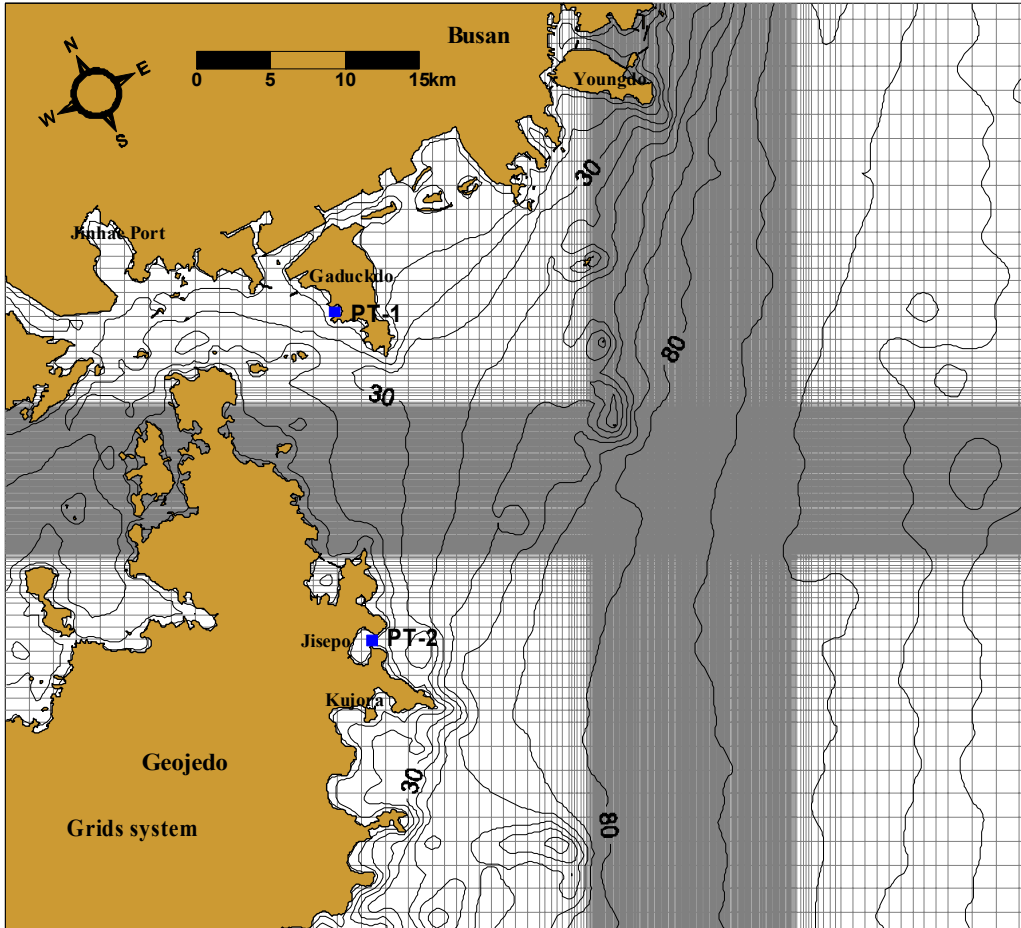 Busan
N
E
W
S
0 5 10 15km
Youngdo
30
Jinhae Port
Gaduckdo
PT-1
80
30
Jisepo
PT-2
Kujora
Geojedo
30
80
Grids system